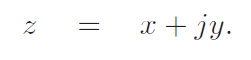 z = x + jy.